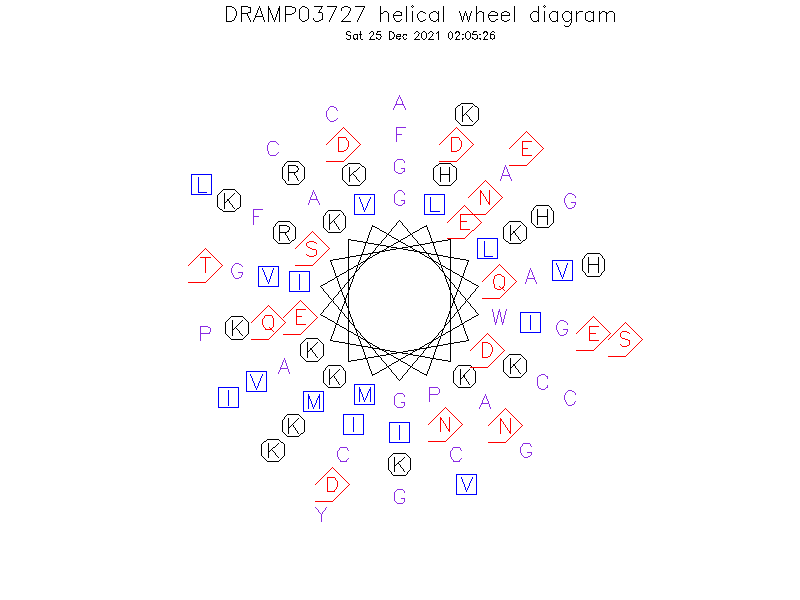 DRAMP03727 helical wheel diagram
Sat 25 Dec 2021 02:05:26
A
C K
F
C D D E
G
R K H A
L
K A V G L N G
F K E H
R K
S L
T G A V H
V I Q
P K Q E W I G E S
K D
A K
K K
V C
I M M G P A C
K I I N N
K C C G
K
D V
G
Y